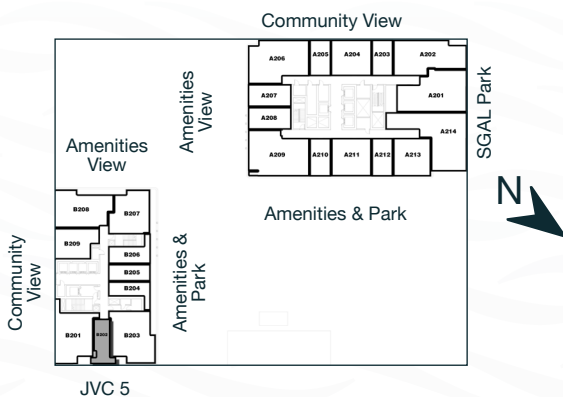 Community View
A206
A205
A204
A203
A202
A207
A201
A208
A214
A209
A210
A211
A212
A213
Amenities
View
SGAL Park
Amenities
View
Amenities & Park
N
B208
B207
B209
B206
B205
B204
B201
B202
B203
Community
View
Amenities &
Park
JVC 5